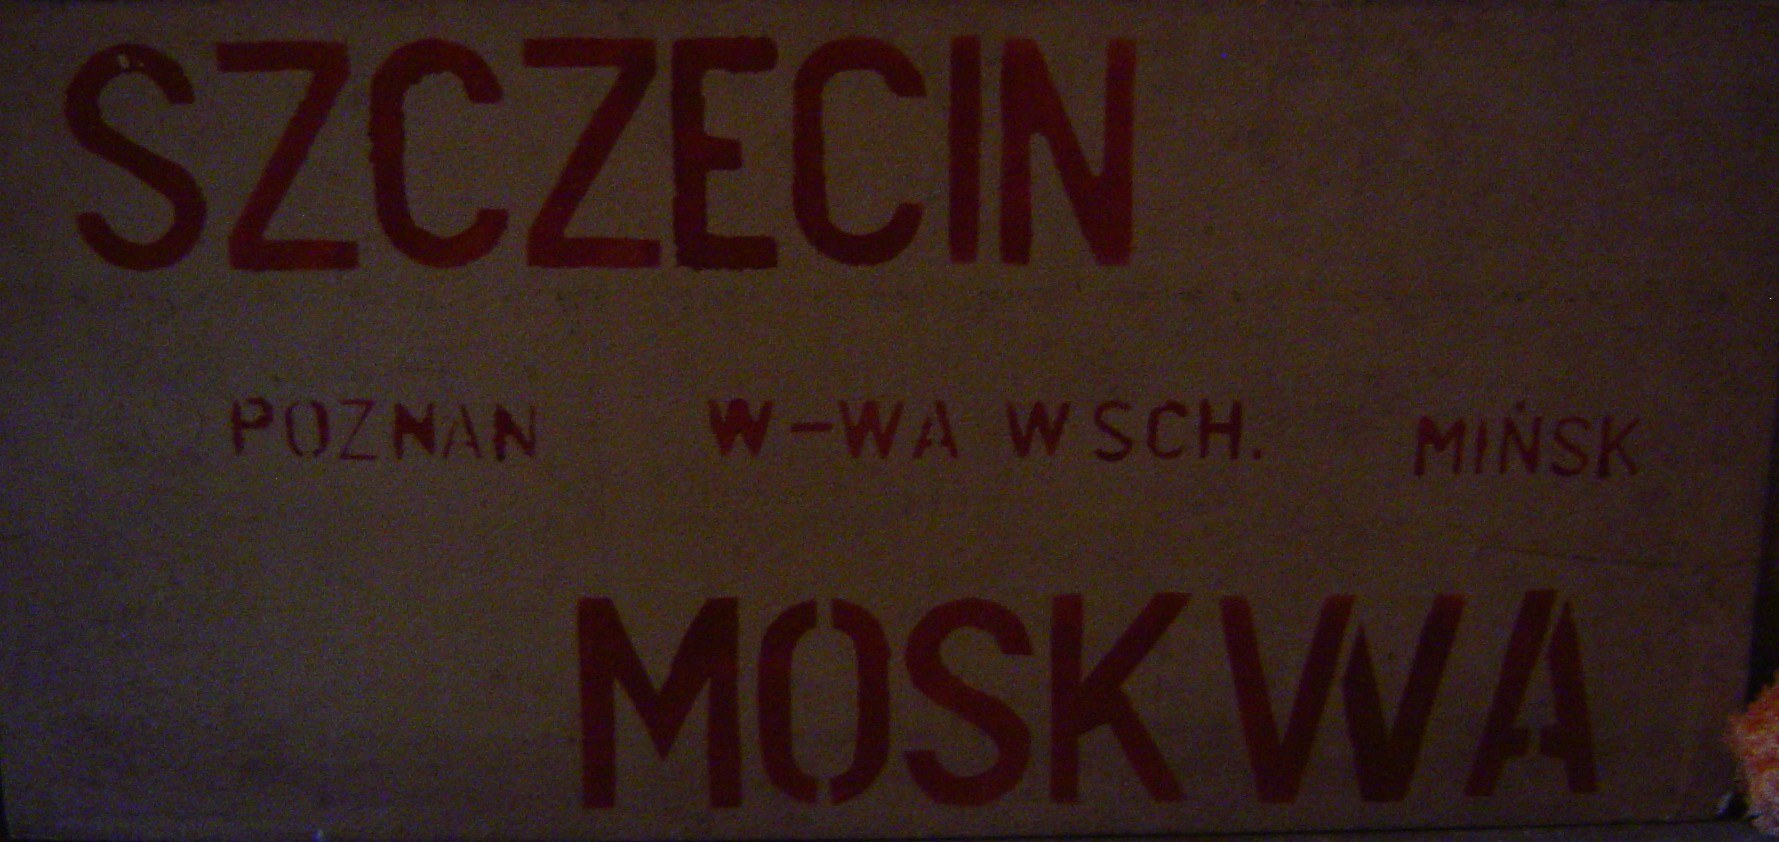 SZCZECIN
POZNAN W-WA WSCH. MIŃSK
MOSKWA